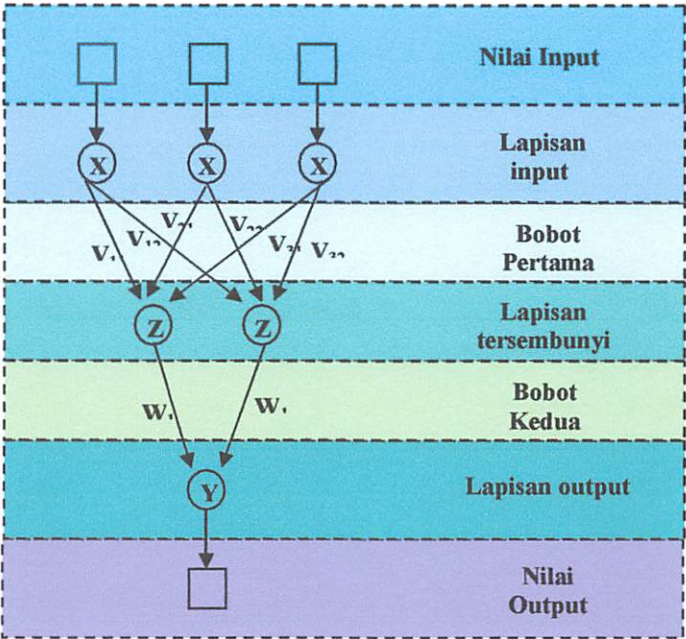 Nilai Input
X X X
Lapisan
input
Bobot
Pertama
Z Z
Lapisan
tersembunyi
Bobot
Kedua
Y
Lapisan output
Nilai
Output